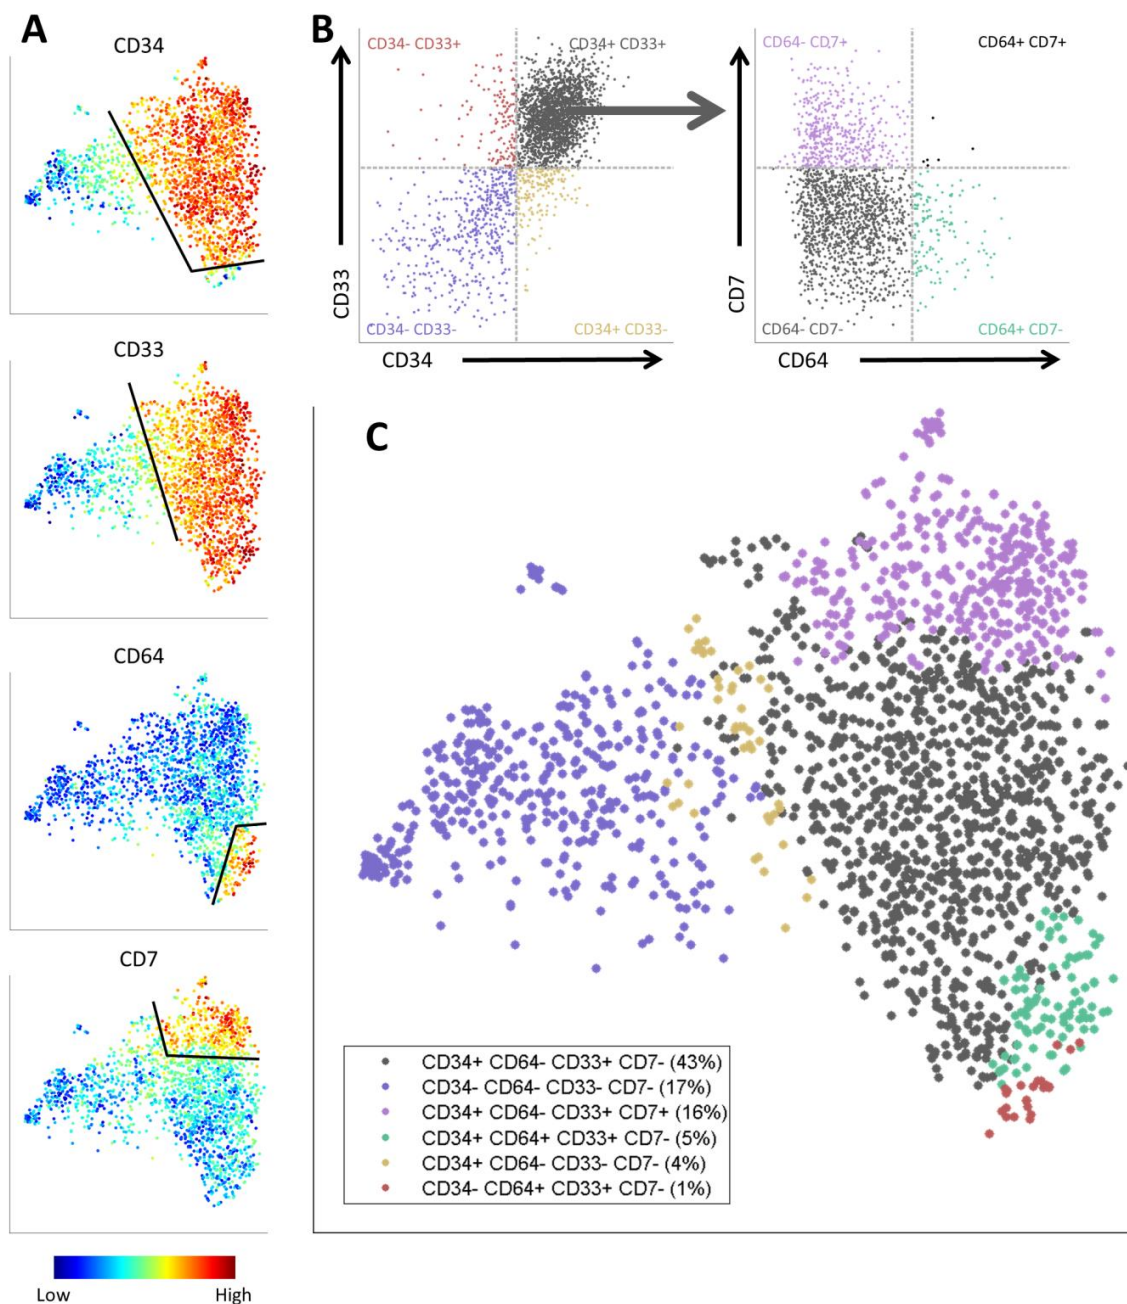 A
CD34
CD33
CD64
CD7
Low High
B
CD34- CD33+ CD34+ CD33+
CD34- CD33- CD34+ CD33-
CD33
CD34
CD64- CD7+ CD64+ CD7+
CD64- CD7- CD64+ CD7-
CD7
CD64
C
CD34+ CD64- CD33+ CD7- (43%)
CD34- CD64- CD33- CD7- (17%)
CD34+ CD64- CD33+ CD7+ (16%)
CD34+ CD64+ CD33+ CD7- (5%)
CD34+ CD64- CD33- CD7- (4%)
CD34- CD64+ CD33+ CD7- (1%)